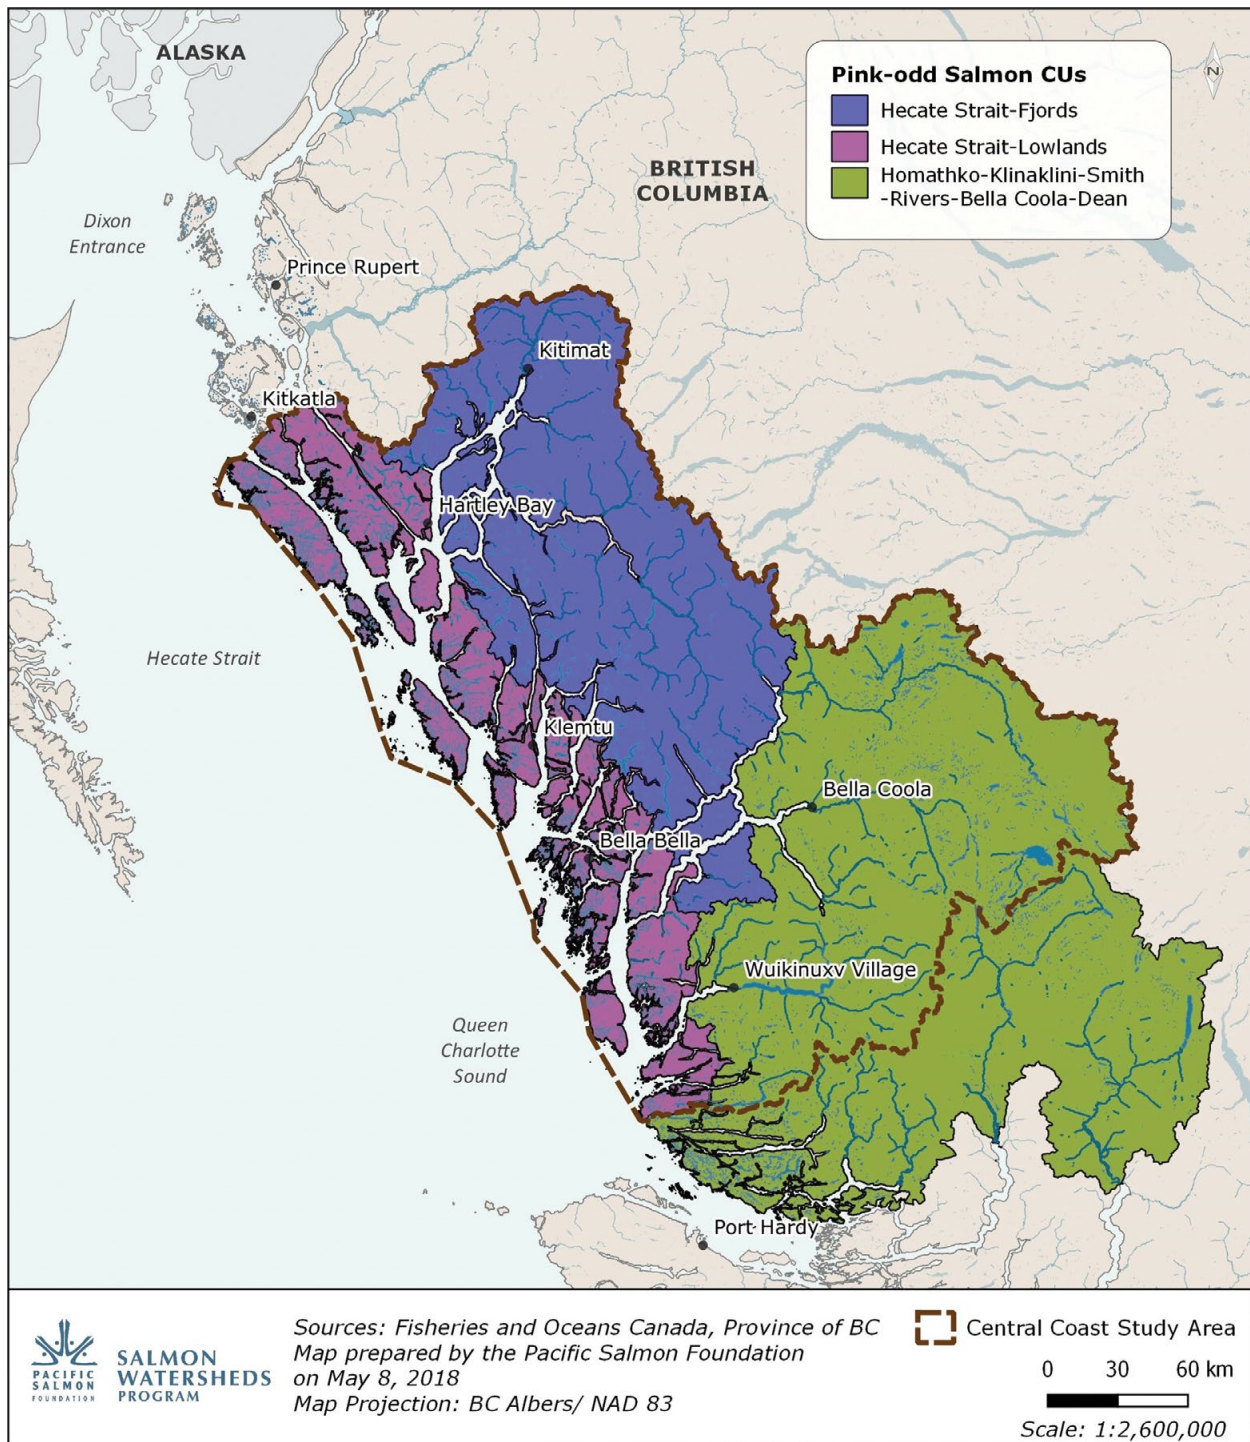 ALASKA
Pink-odd Salmon CUs
Hecate Strait-Fjords
Hecate Strait-Lowlands
Homathko-Klinaklini-Smith
-Rivers-Bella Coola-Dean
N
BRITISH
COLUMBIA
Dixon
Entrance
Prince Rupert
Kitimat
Kitkatla
Hartley Bay
Hecate Strait
Klemtu
Bella Coola
Bella Bella
Wuikinuxv Village
Queen
Charlotte
Sound
Port Hardy
PACIFIC
SALMON
FOUNDATION
SALMON
WATERSHEDS
PROGRAM
Sources: Fisheries and Oceans Canada, Province of BC
Map prepared by the Pacific Salmon Foundation
on May 8, 2018
Map Projection: BC Albers/ NAD 83
Central Coast Study Area
0 30 60 km
Scale: 1:2,600,000